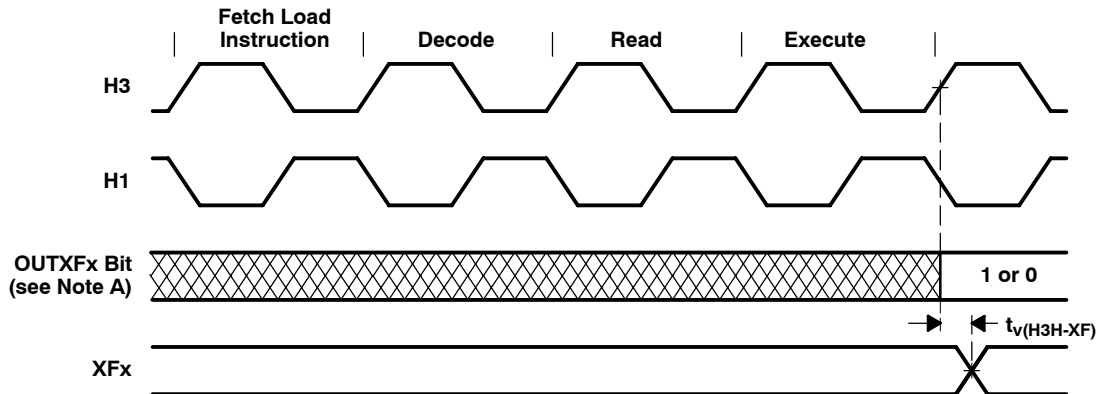 Fetch Load
Instruction
Decode
Read
Execute
H3
H1
OUTXFx Bit
(see Note A)
1 or 0
tv(H3H-XF)
XFx